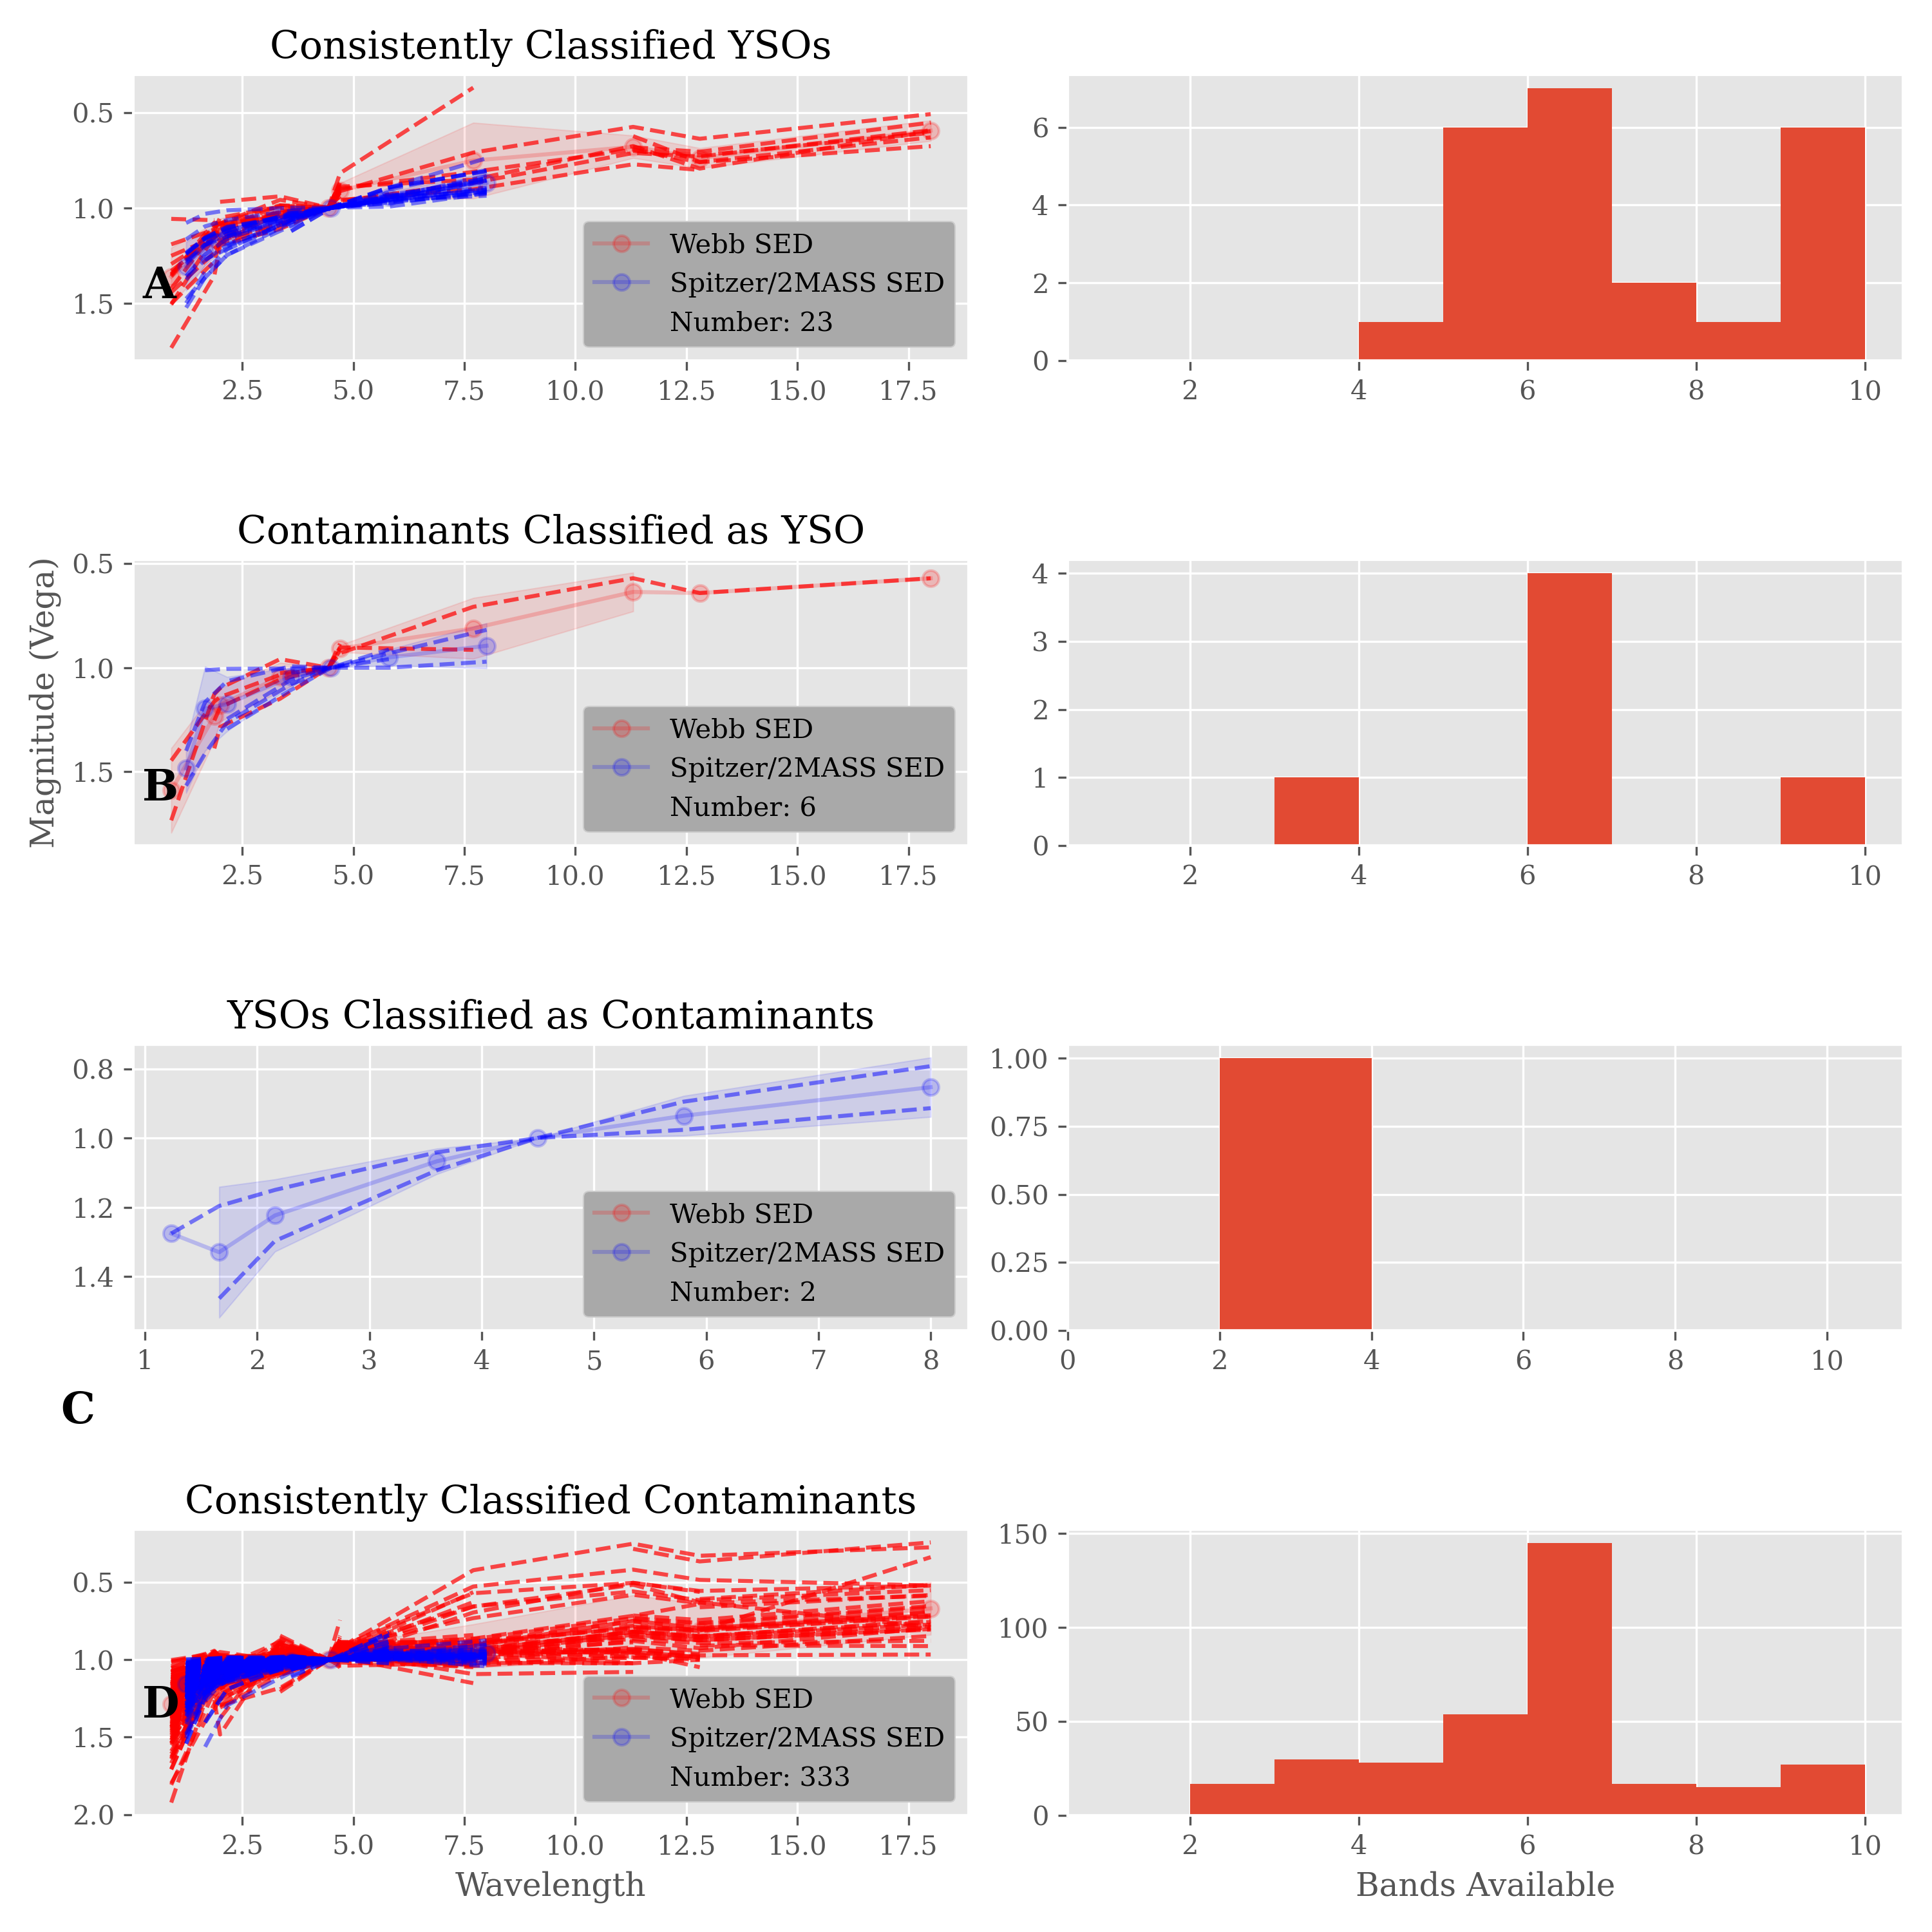 Consistently Classified YSOs
0.5
1.0
1.5
A
Webb SED
Spitzer/2MASS SED
Number: 23
2.5 5.0 7.5 10.0 12.5 15.0 17.5
6
4
2
0
2 4 6 8 10
Contaminants Classified as YSO
Magnitude (Vega)
0.5
1.0
1.5
B
Webb SED
Spitzer/2MASS SED
Number: 6
2.5 5.0 7.5 10.0 12.5 15.0 17.5
4
3
2
1
0
2 4 6 8 10
YSOs Classified as Contaminants
0.8
1.0
1.2
1.4
Webb SED
Spitzer/2MASS SED
Number: 2
1 2 3 4 5 6 7 8
C
1.00
0.75
0.50
0.25
0.00
0 2 4 6 8 10
Consistently Classified Contaminants
0.5
1.0
1.5
2.0
D
Webb SED
Spitzer/2MASS SED
Number: 333
2.5 5.0 7.5 10.0 12.5 15.0 17.5
Wavelength
150
100
50
0
2 4 6 8 10
Bands Available